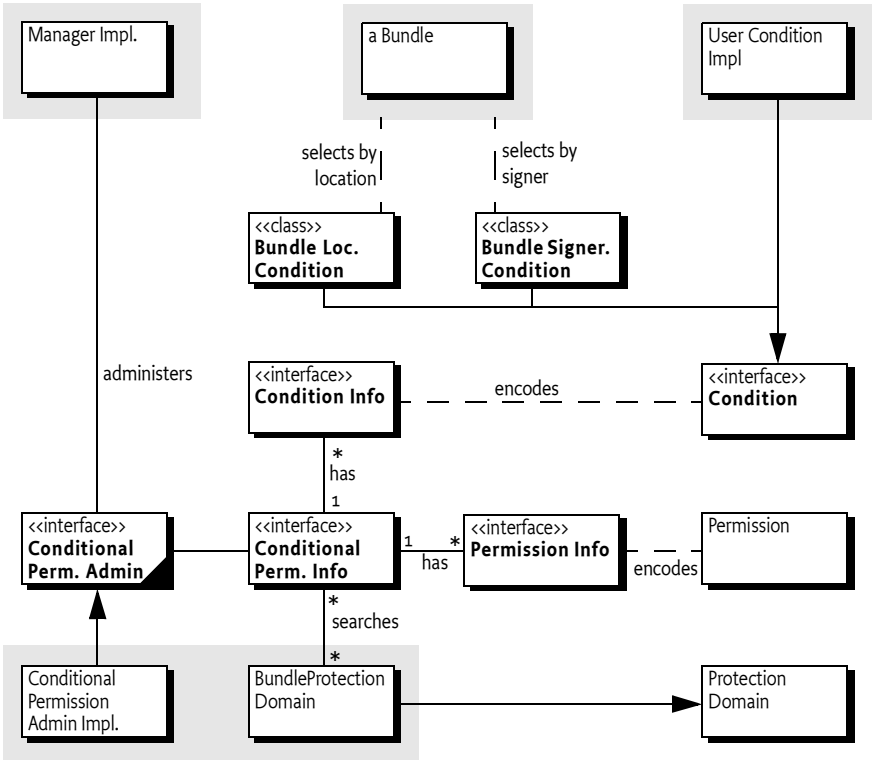 Manager Impl.
a Bundle
User Condition
Impl
selects by
location
selects by
signer
<<class>>
Bundle Loc.
Condition
<<class>>
Bundle Signer.
Condition
administers
<<interface>>
Condition Info
encodes
<<interface>>
Condition
*
has
1
<<interface>>
Conditional
Perm. Admin
<<interface>>
Conditional
Perm. Info
1
*
has
<<interface>>
Permission Info
encodes
Permission
*
searches
*
Conditional
Permission
Admin Impl.
BundleProtection
Domain
Protection
Domain